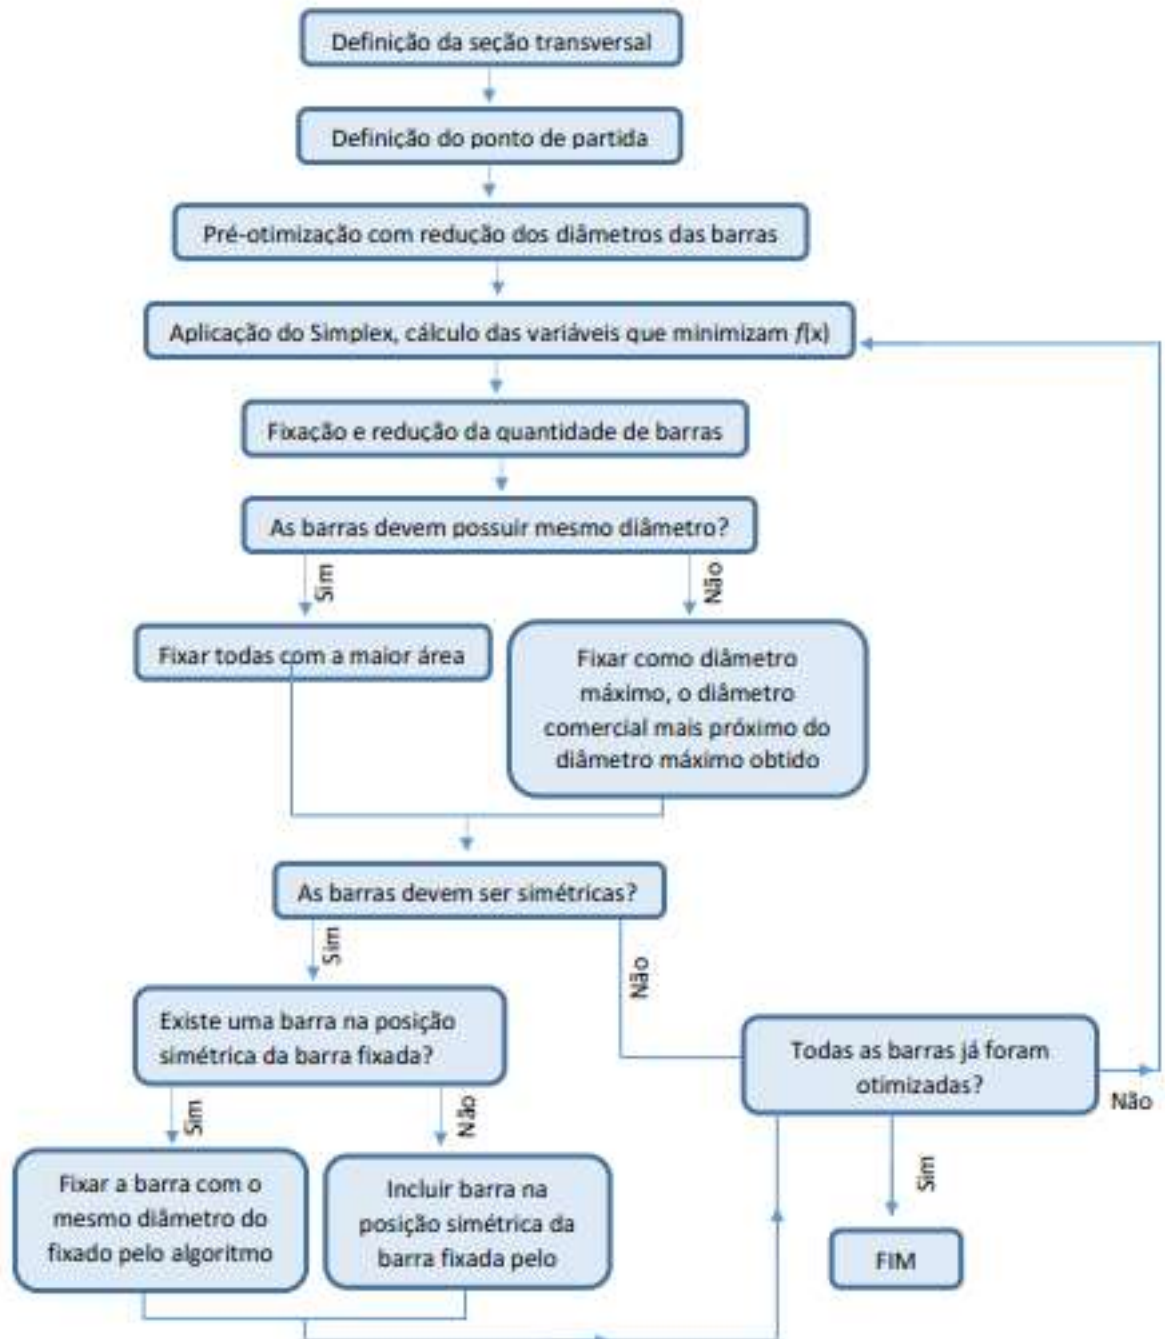 Definição da seção transversal
Definição do ponto de partida
Pré-otimização com redução dos diâmetros das barras
Aplicação do Simplex, cálculo das variáveis que minimizam f(x)
Fixação e redução da quantidade de barras
As barras devem possuir mesmo diâmetro?
Sim
Não
Fixar todas com a maior área
Fixar como diâmetro
máximo, o diâmetro
comercial mais próximo do
diâmetro máximo obtido
As barras devem ser simétricas?
Sim
Não
Existe uma barra na posição
simétrica da barra fixada?
Sim
Não
Fixar a barra com o
mesmo diâmetro do
fixado pelo algoritmo
Incluir barra na
posição simétrica da
barra fixada pelo
Todas as barras já foram
otimizadas?
Não
Sim
FIM